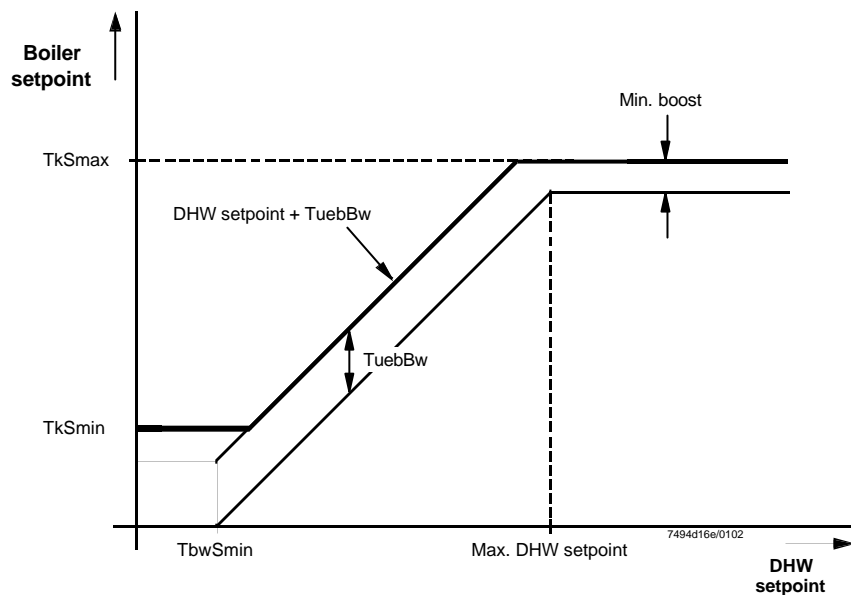 Boiler
setpoint
Min. boost
TkSmax
DHW setpoint + TuebBw
TuebBw
TkSmin
7494d16e/0102
TbwSmin
Max. DHW setpoint
DHW
setpoint